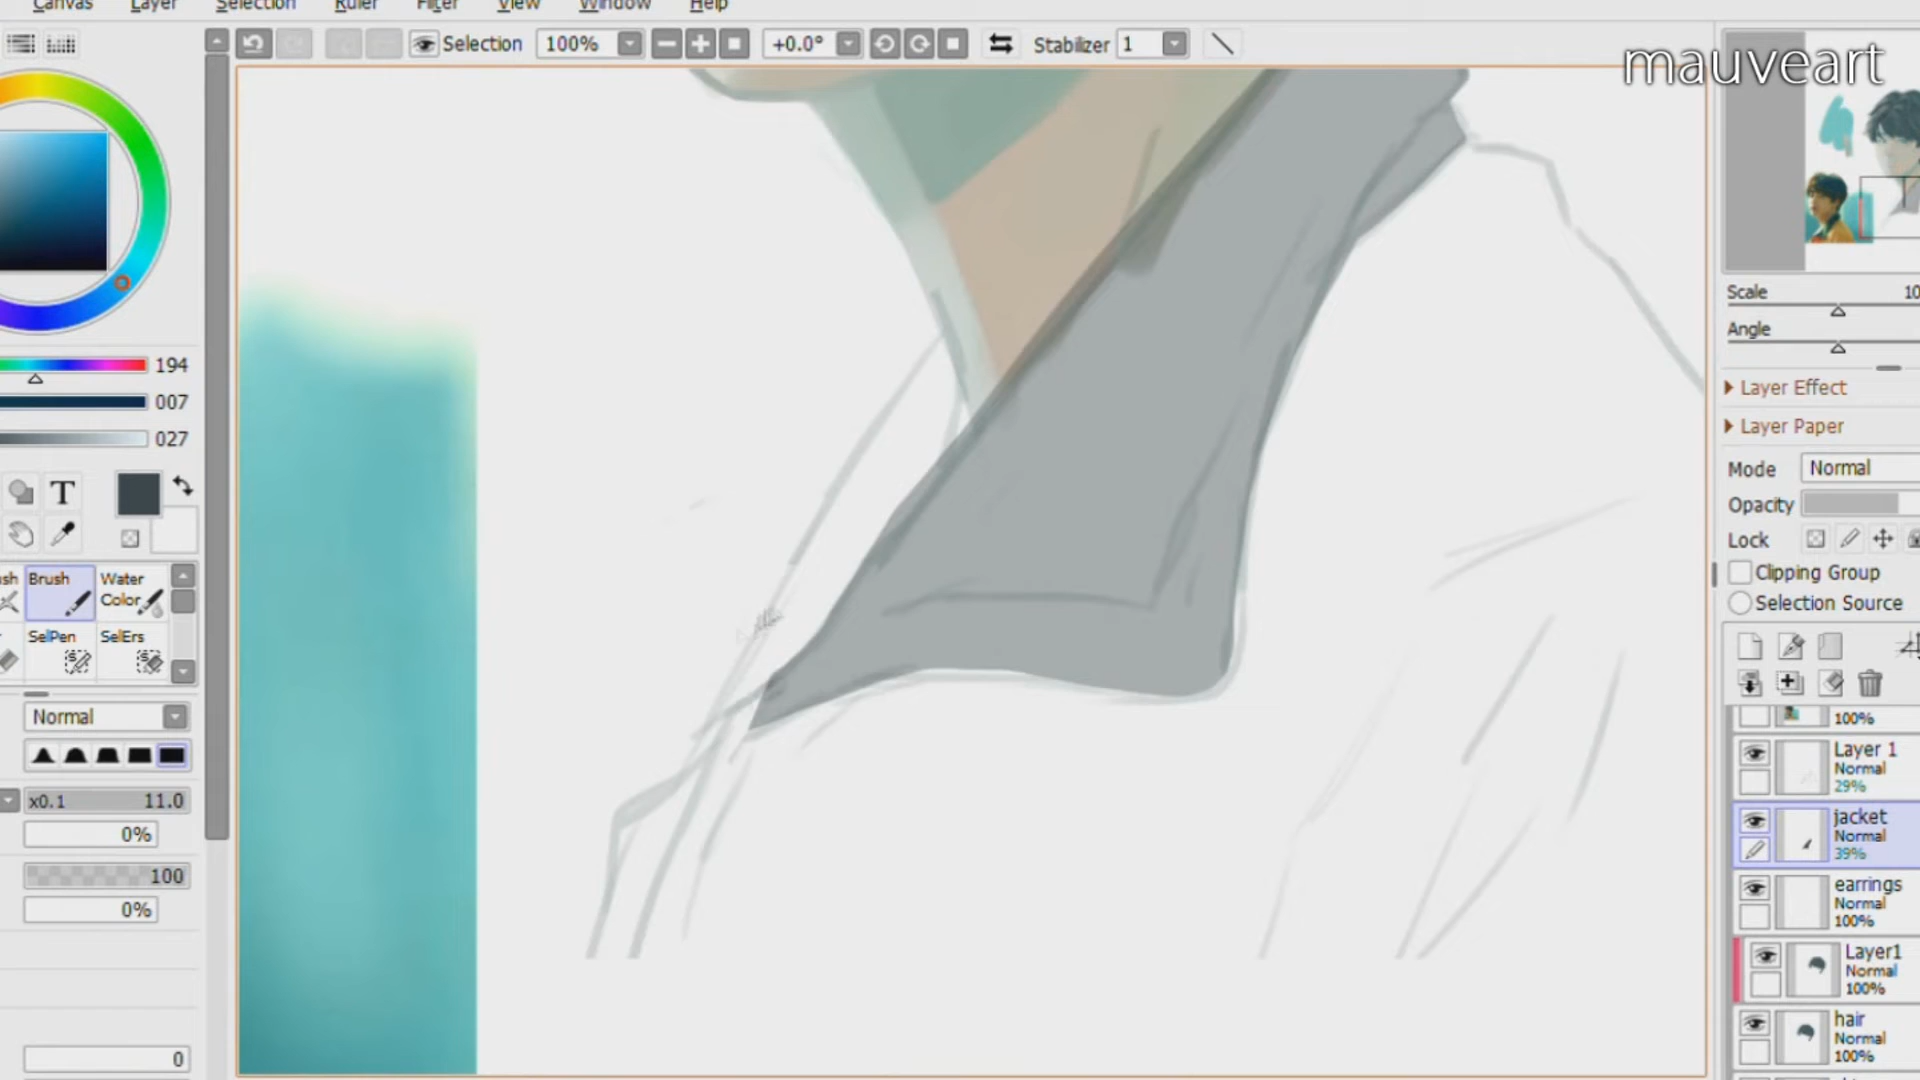 Canvas Layer Selection Ruler Filter View Window Help
Selection 100% +0.0° Stabilizer 1
mauveart
194
007
027
T
Brush Water Color
SelPen SelErs
Normal
x0.1 11.0
0%
100
0%
0
Scale 10
Angle
Layer Effect
Layer Paper
Mode Normal
Opacity
Lock
Clipping Group
Selection Source
100%
Layer 1
Normal
29%
jacket
Normal
39%
earrings
Normal
100%
Layer1
Normal
100%
hair
Normal
100%